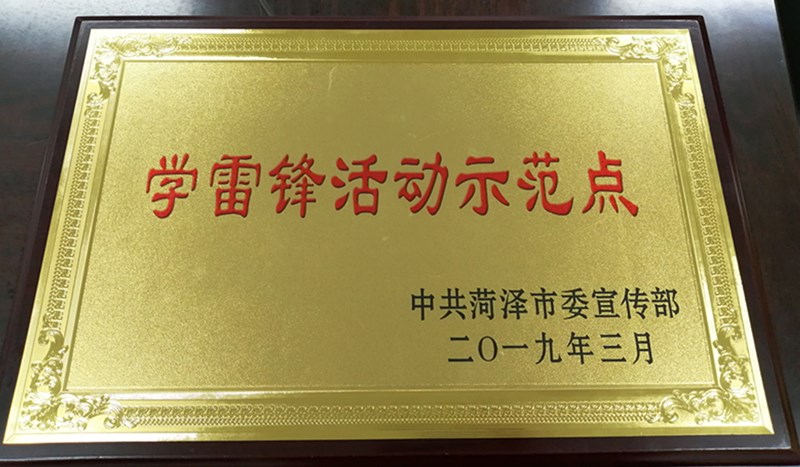 学雷锋活动示范点
中共菏泽市委宣传部
二〇一九年三月